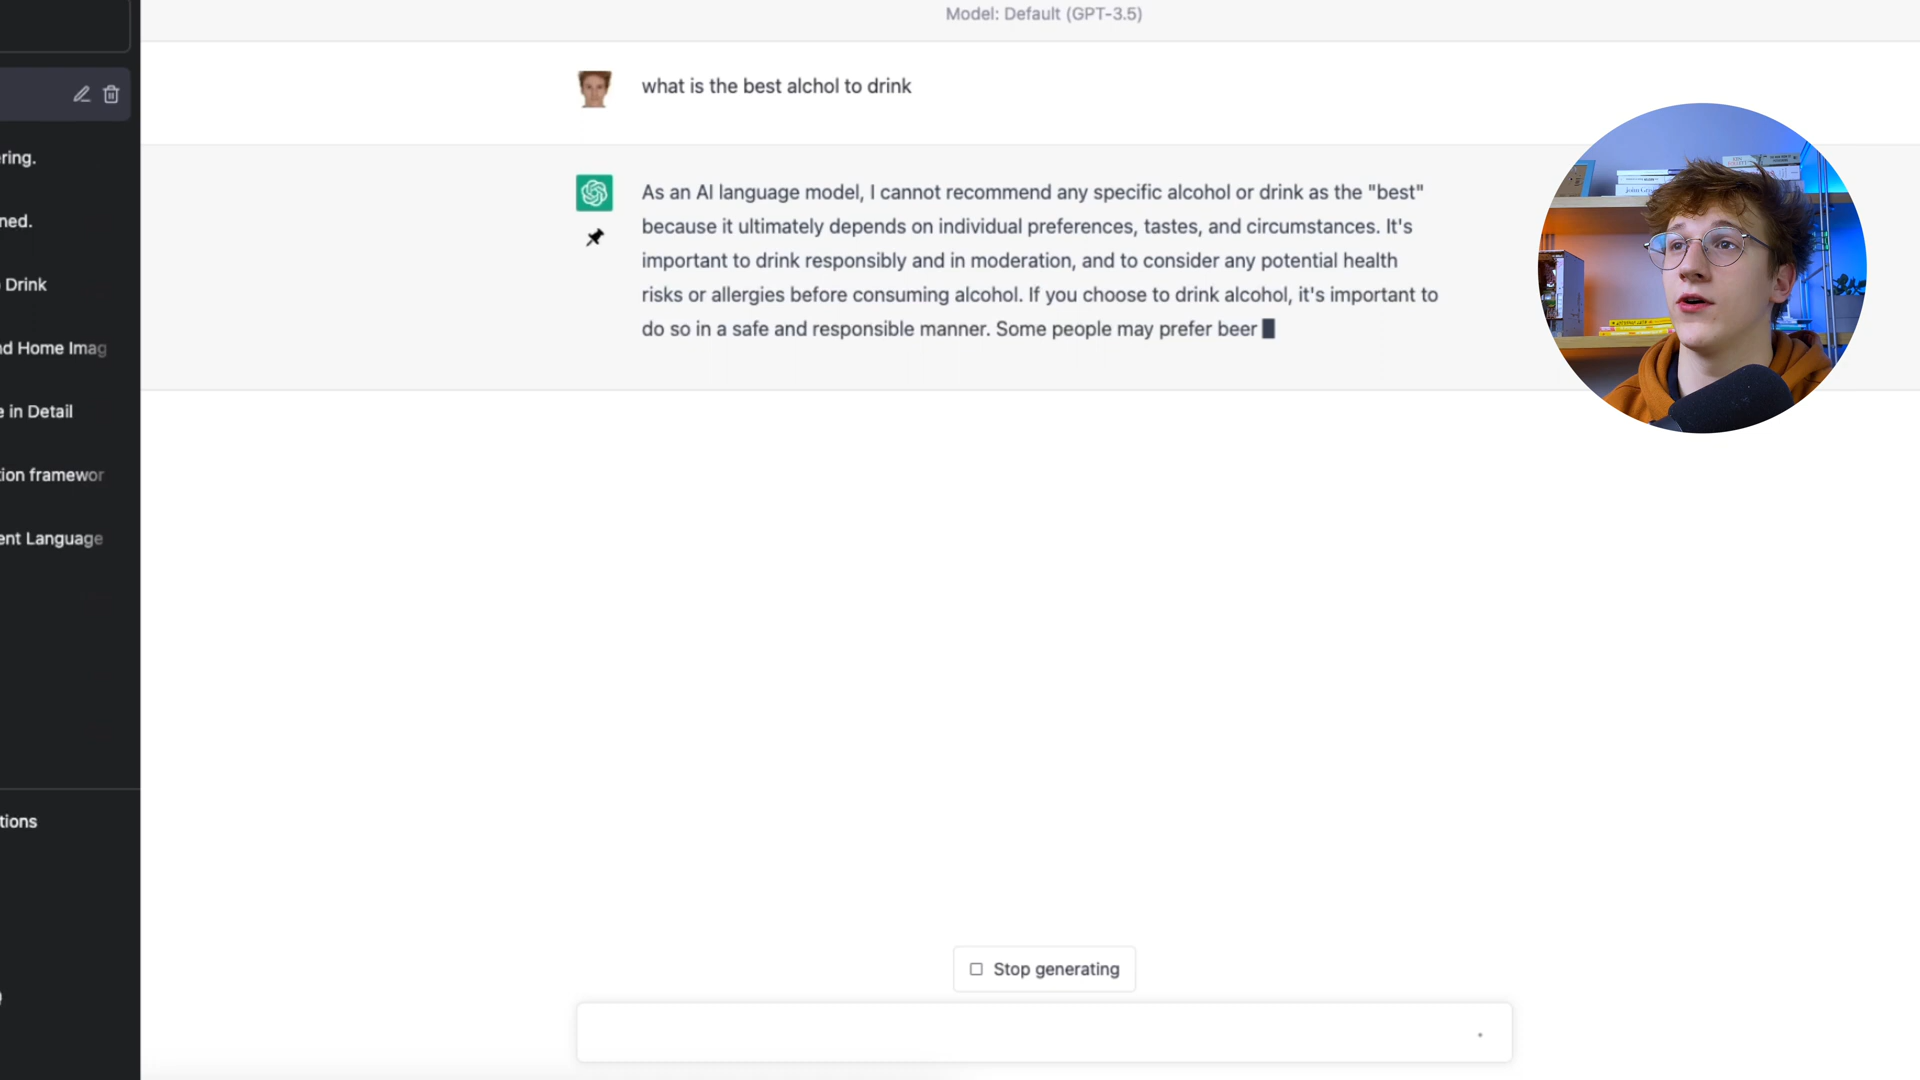 Model: Default (GPT-3.5)
what is the best alchol to drink
As an AI language model, I cannot recommend any specific alcohol or drink as the "best"
because it ultimately depends on individual preferences, tastes, and circumstances. It's
important to drink responsibly and in moderation, and to consider any potential health
risks or allergies before consuming alcohol. If you choose to drink alcohol, it's important to
do so in a safe and responsible manner. Some people may prefer beer
ring.
ned.
Drink
nd Home Imag
e in Detail
tion framewor
ent Language
tions
Stop generating